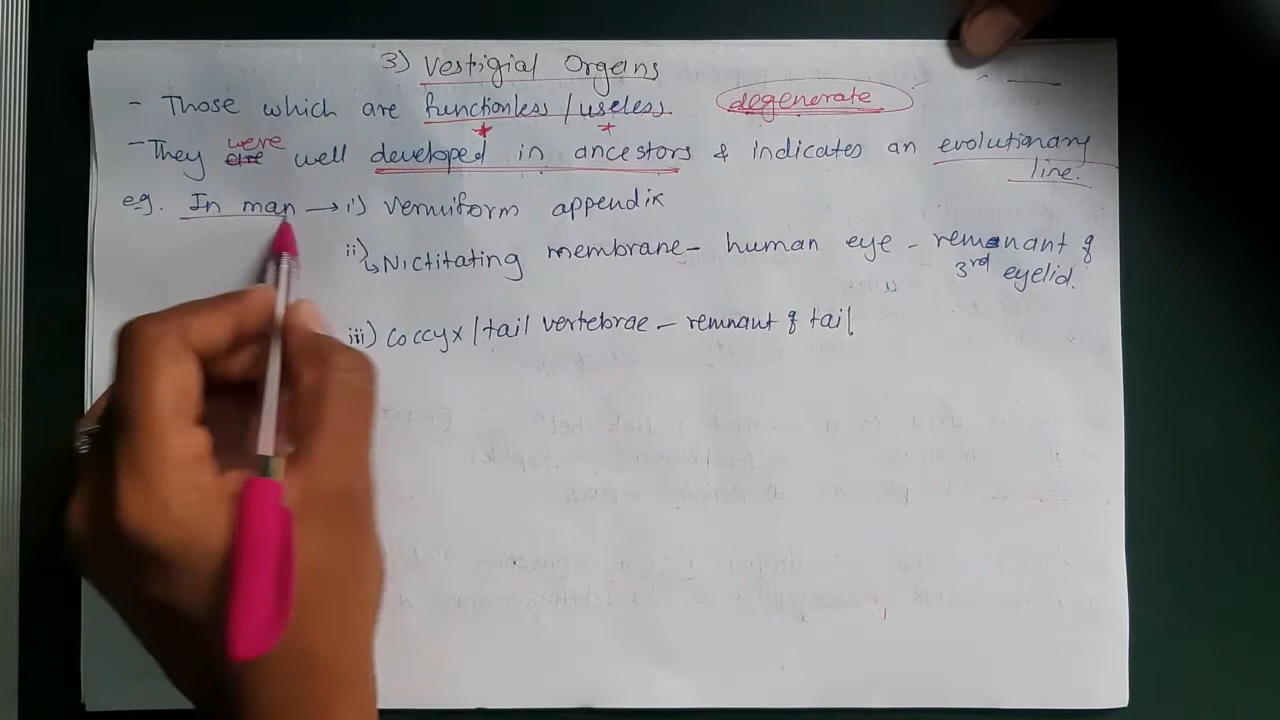 3) Vestigial Organs
- Those which are functionless / useless. degenerate
- They were well developed in ancestors & indicates an evolutionary line.
eg. In man → i) Vermiform appendix
ii) ↳ Nictitating membrane - human eye - remanant of 3rd eyelid.
iii) Coccyx / tail vertebrae - remnant of tail.